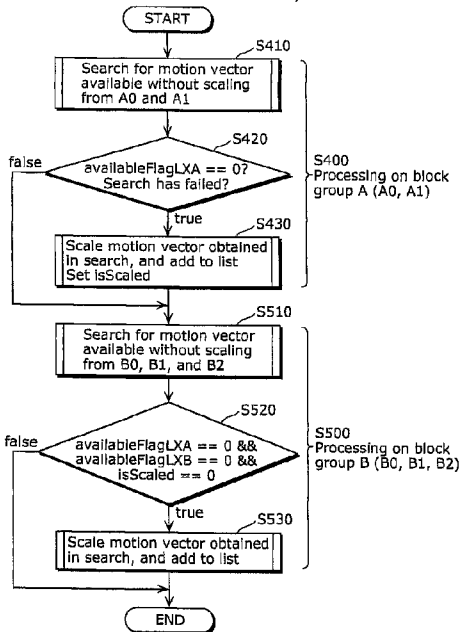 START
S410
Search for motion vector
available without scaling
from A0 and A1
S420
false
availableFlagLXA == 0?
Search has failed?
true
S400
Processing on block
group A (A0, A1)
S430
Scale motion vector obtained
in search, and add to list
Set isScaled
S510
Search for motion vector
available without scaling
from B0, B1, and B2
S520
false
availableFlagLXA == 0 &&
availableFlagLXB == 0 &&
isScaled == 0
true
S500
Processing on block
group B (B0, B1, B2)
S530
Scale motion vector obtained
in search, and add to list
END